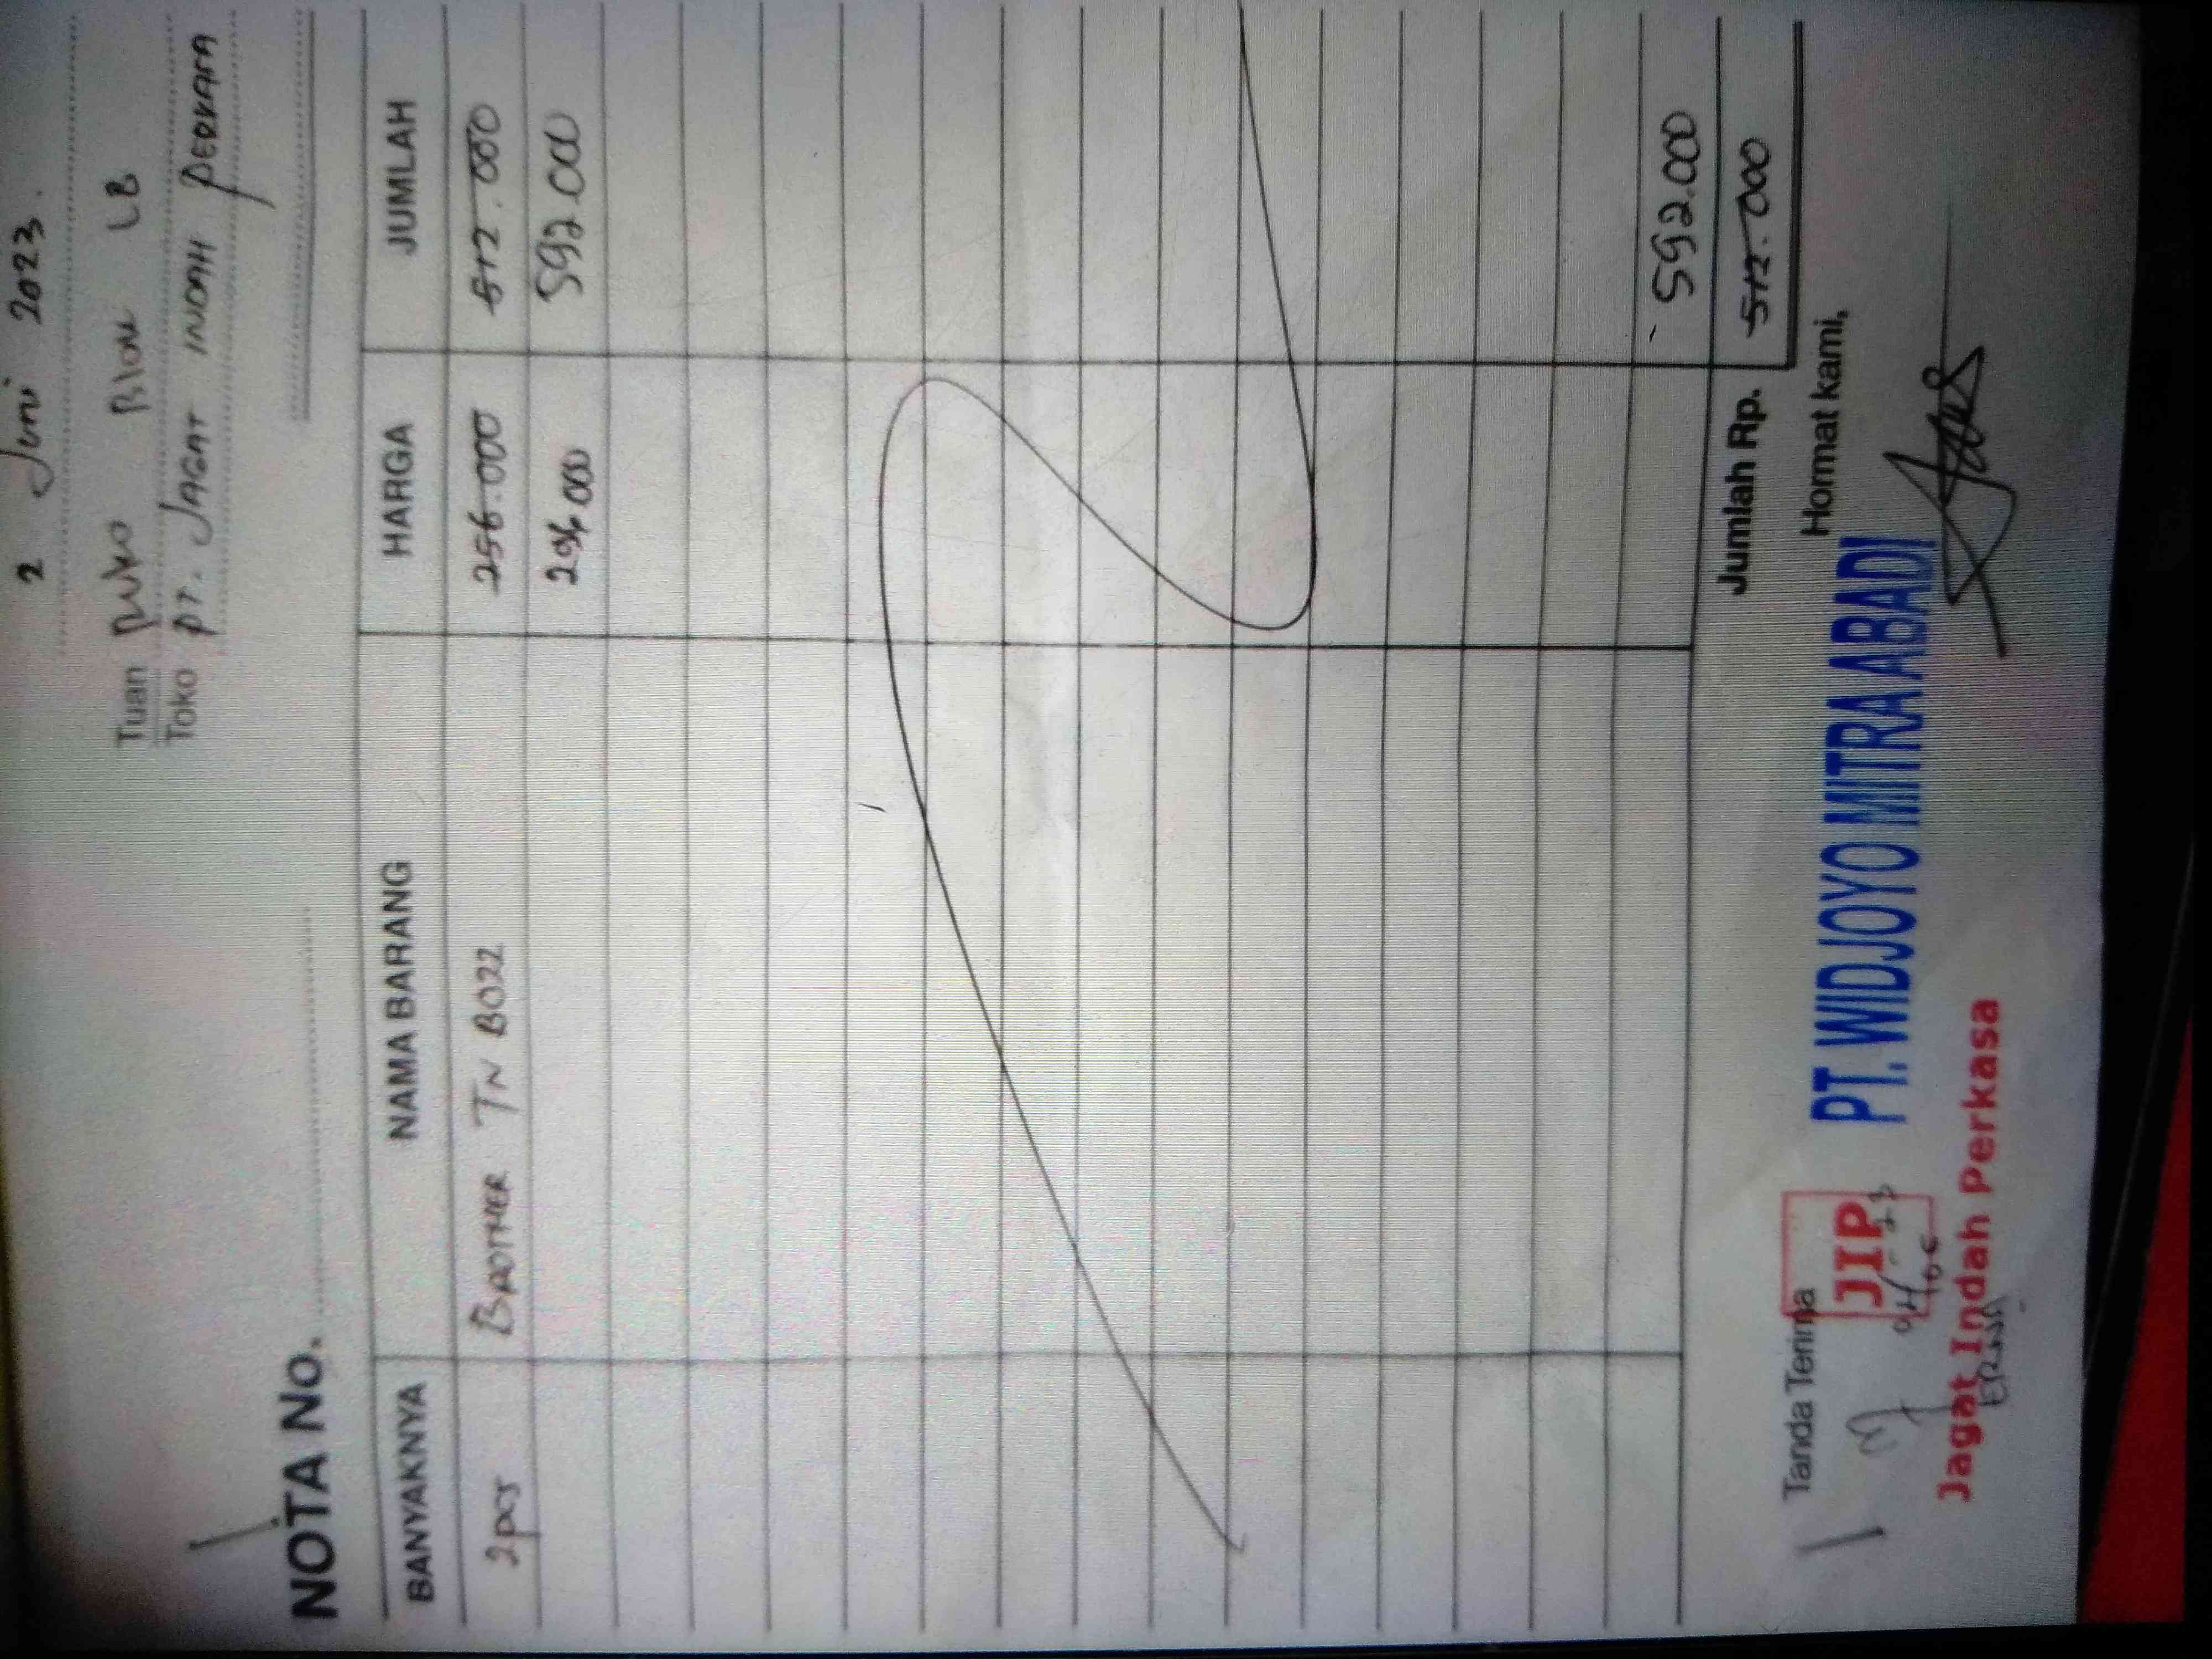 2 Juni 2023.
Tuan Ruko Blok LB
Toko PT. JAGAT INDAH PERKASA
NOTA No.
BANYAKNYA NAMA BARANG HARGA JUMLAH
2pcs BROTHER TN B022 256.000 512.000
296.000 592.000
592.000
Jumlah Rp. 512.000
Tanda Terima Hormat kami,
JIP PT. WIDJOYO MITRA ABADI
Jagat Indah Perkasa